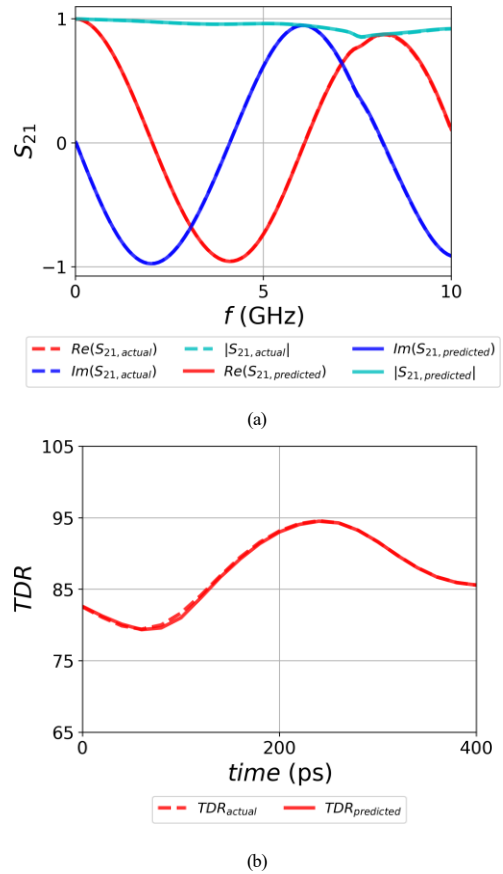 1
S21
0
−1
0
5
10
f (GHz)
Re(S21,actual)
|S21,actual|
Im(S21,predicted)
Im(S21,actual)
Re(S21,predicted)
|S21,predicted|
(a)
105
95
TDR
85
75
65
0
200
400
time (ps)
TDRactual
TDRpredicted
(b)